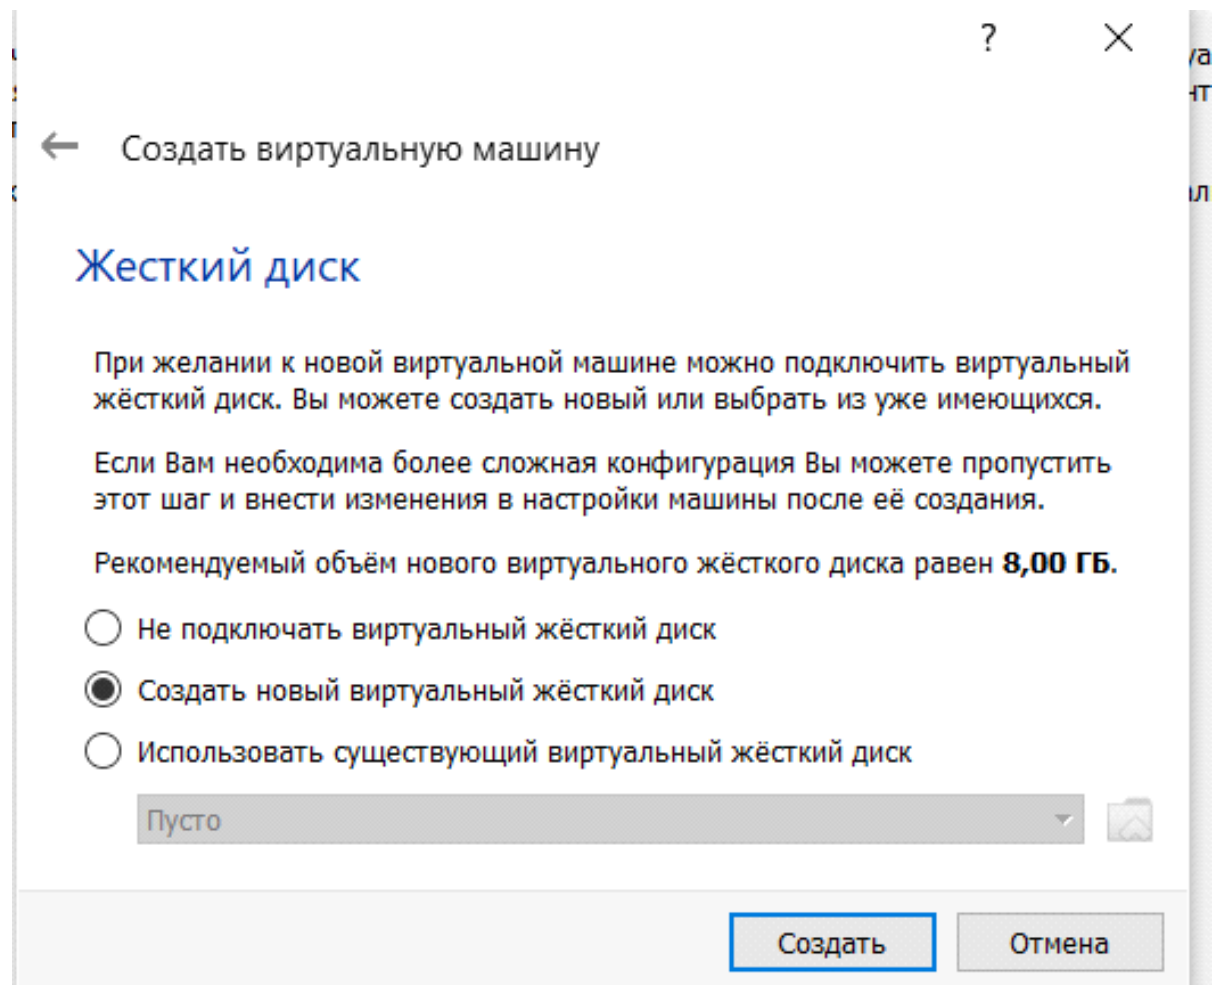 ?
Создать виртуальную машину
Жесткий диск
При желании к новой виртуальной машине можно подключить виртуальный
жёсткий диск. Вы можете создать новый или выбрать из уже имеющихся.
Если Вам необходима более сложная конфигурация Вы можете пропустить
этот шаг и внести изменения в настройки машины после её создания.
Рекомендуемый объём нового виртуального жёсткого диска равен 8,00 ГБ.
Не подключать виртуальный жёсткий диск
Создать новый виртуальный жёсткий диск
Использовать существующий виртуальный жёсткий диск
Пусто
Создать Отмена